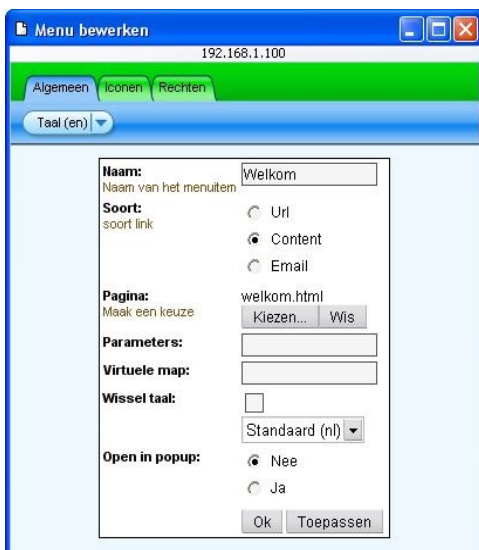 Menu bewerken
192.168.1.100
Algemeen Iconen Rechten
Taal (en)
Naam: Welkom
Naam van het menuitem
Soort: Url
soort link
Content
Email
Pagina: welkom.html
Maak een keuze Kiezen... Wis
Parameters:
Virtuele map:
Wissel taal:
Standaard (nl)
Open in popup: Nee
Ja
Ok Toepassen